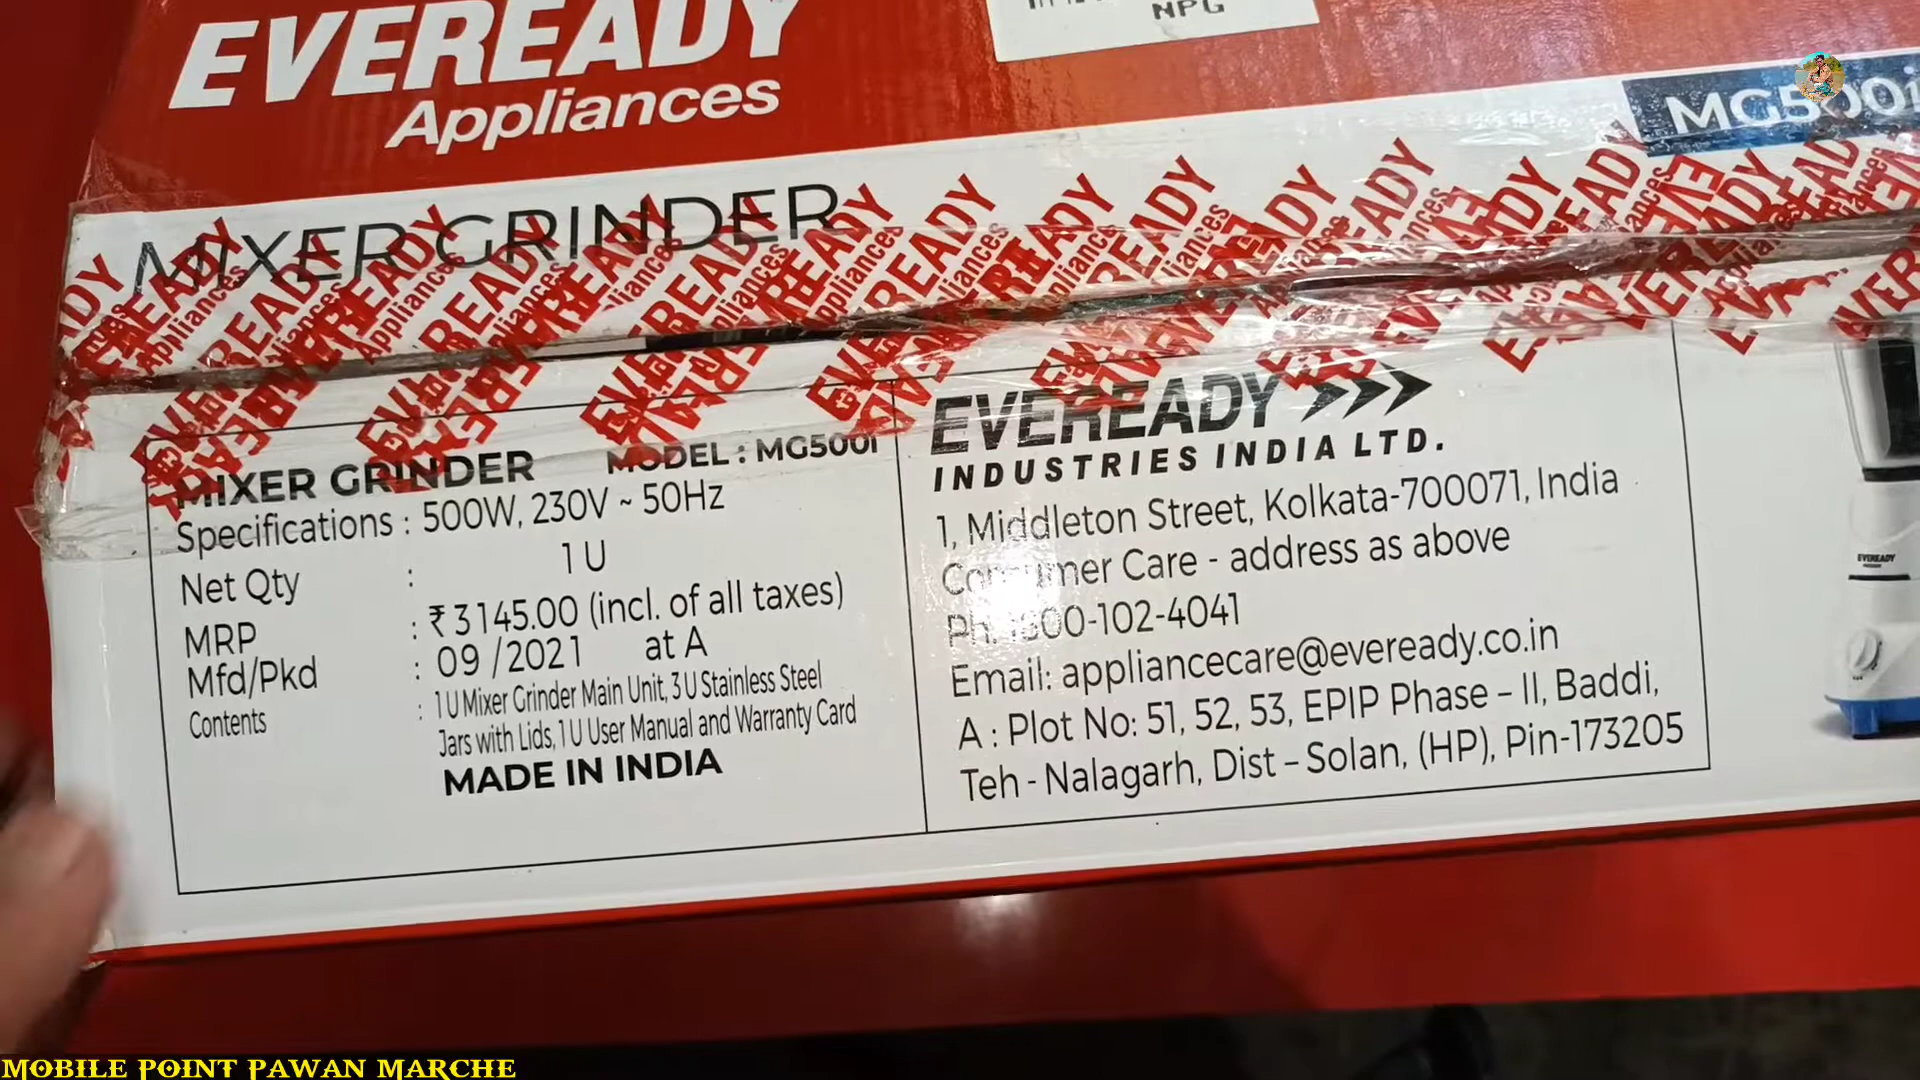 EVEREADY
Appliances
NPG
MG500i
MIXER GRINDER
MIXER GRINDER MODEL : MG500i
Specifications : 500W, 230V ~ 50Hz
Net Qty : 1 U
MRP : ₹ 3145.00 (incl. of all taxes)
Mfd/Pkd : 09 /2021 at A
Contents : 1 U Mixer Grinder Main Unit, 3 U Stainless Steel
Jars with Lids, 1 U User Manual and Warranty Card
MADE IN INDIA
EVEREADY
INDUSTRIES INDIA LTD.
1, Middleton Street, Kolkata-700071, India
Consumer Care - address as above
Ph: 1800-102-4041
Email: appliancecare@eveready.co.in
A : Plot No: 51, 52, 53, EPIP Phase – II, Baddi,
Teh - Nalagarh, Dist – Solan, (HP), Pin-173205
EVEREADY
MOBILE POINT PAWAN MARCHE